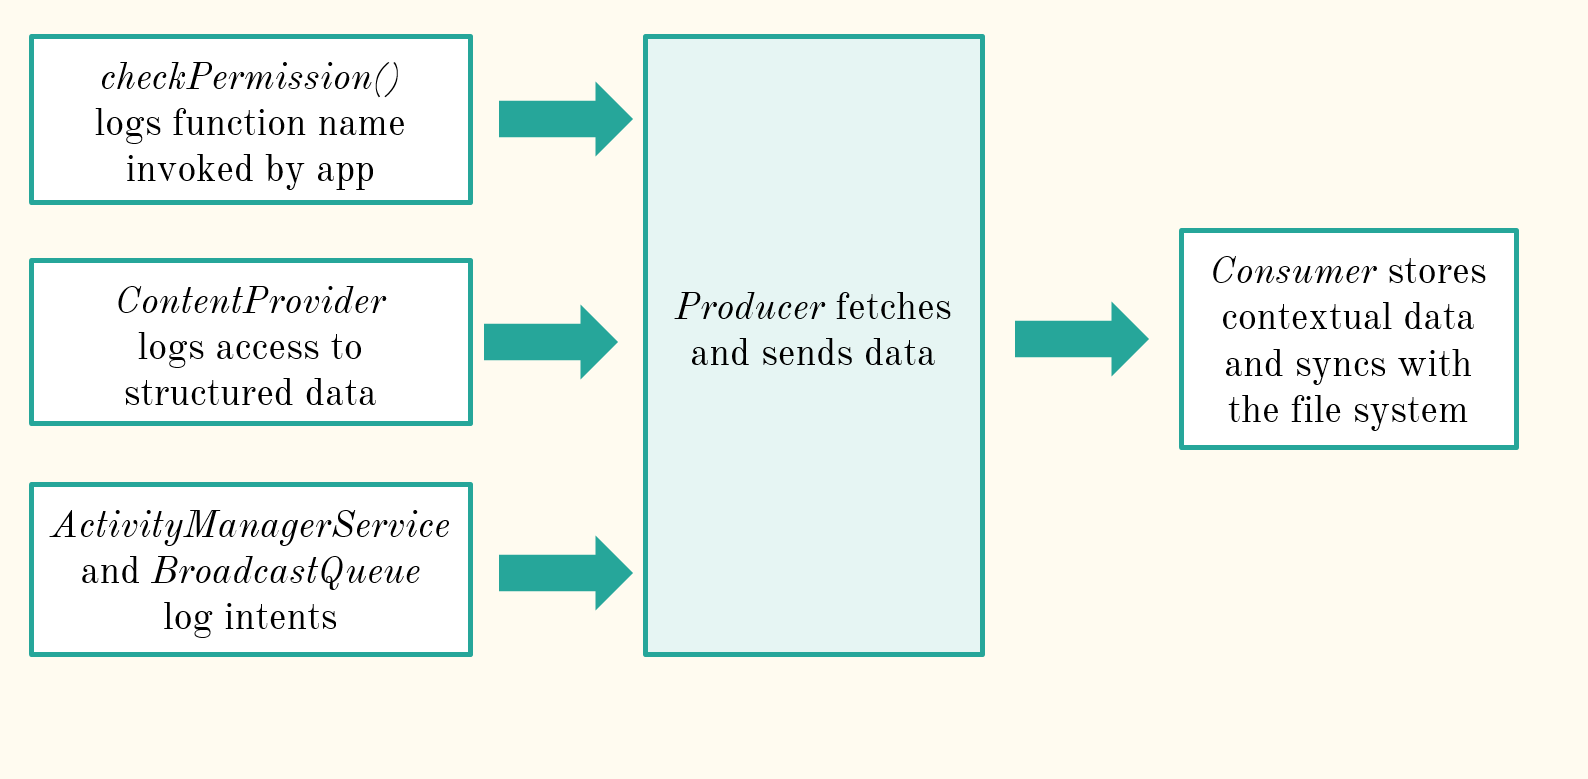 checkPermission()
logs function name
invoked by app
ContentProvider
logs access to
structured data
ActivityManagerService
and BroadcastQueue
log intents
Producer fetches
and sends data
Consumer stores
contextual data
and syncs with
the file system